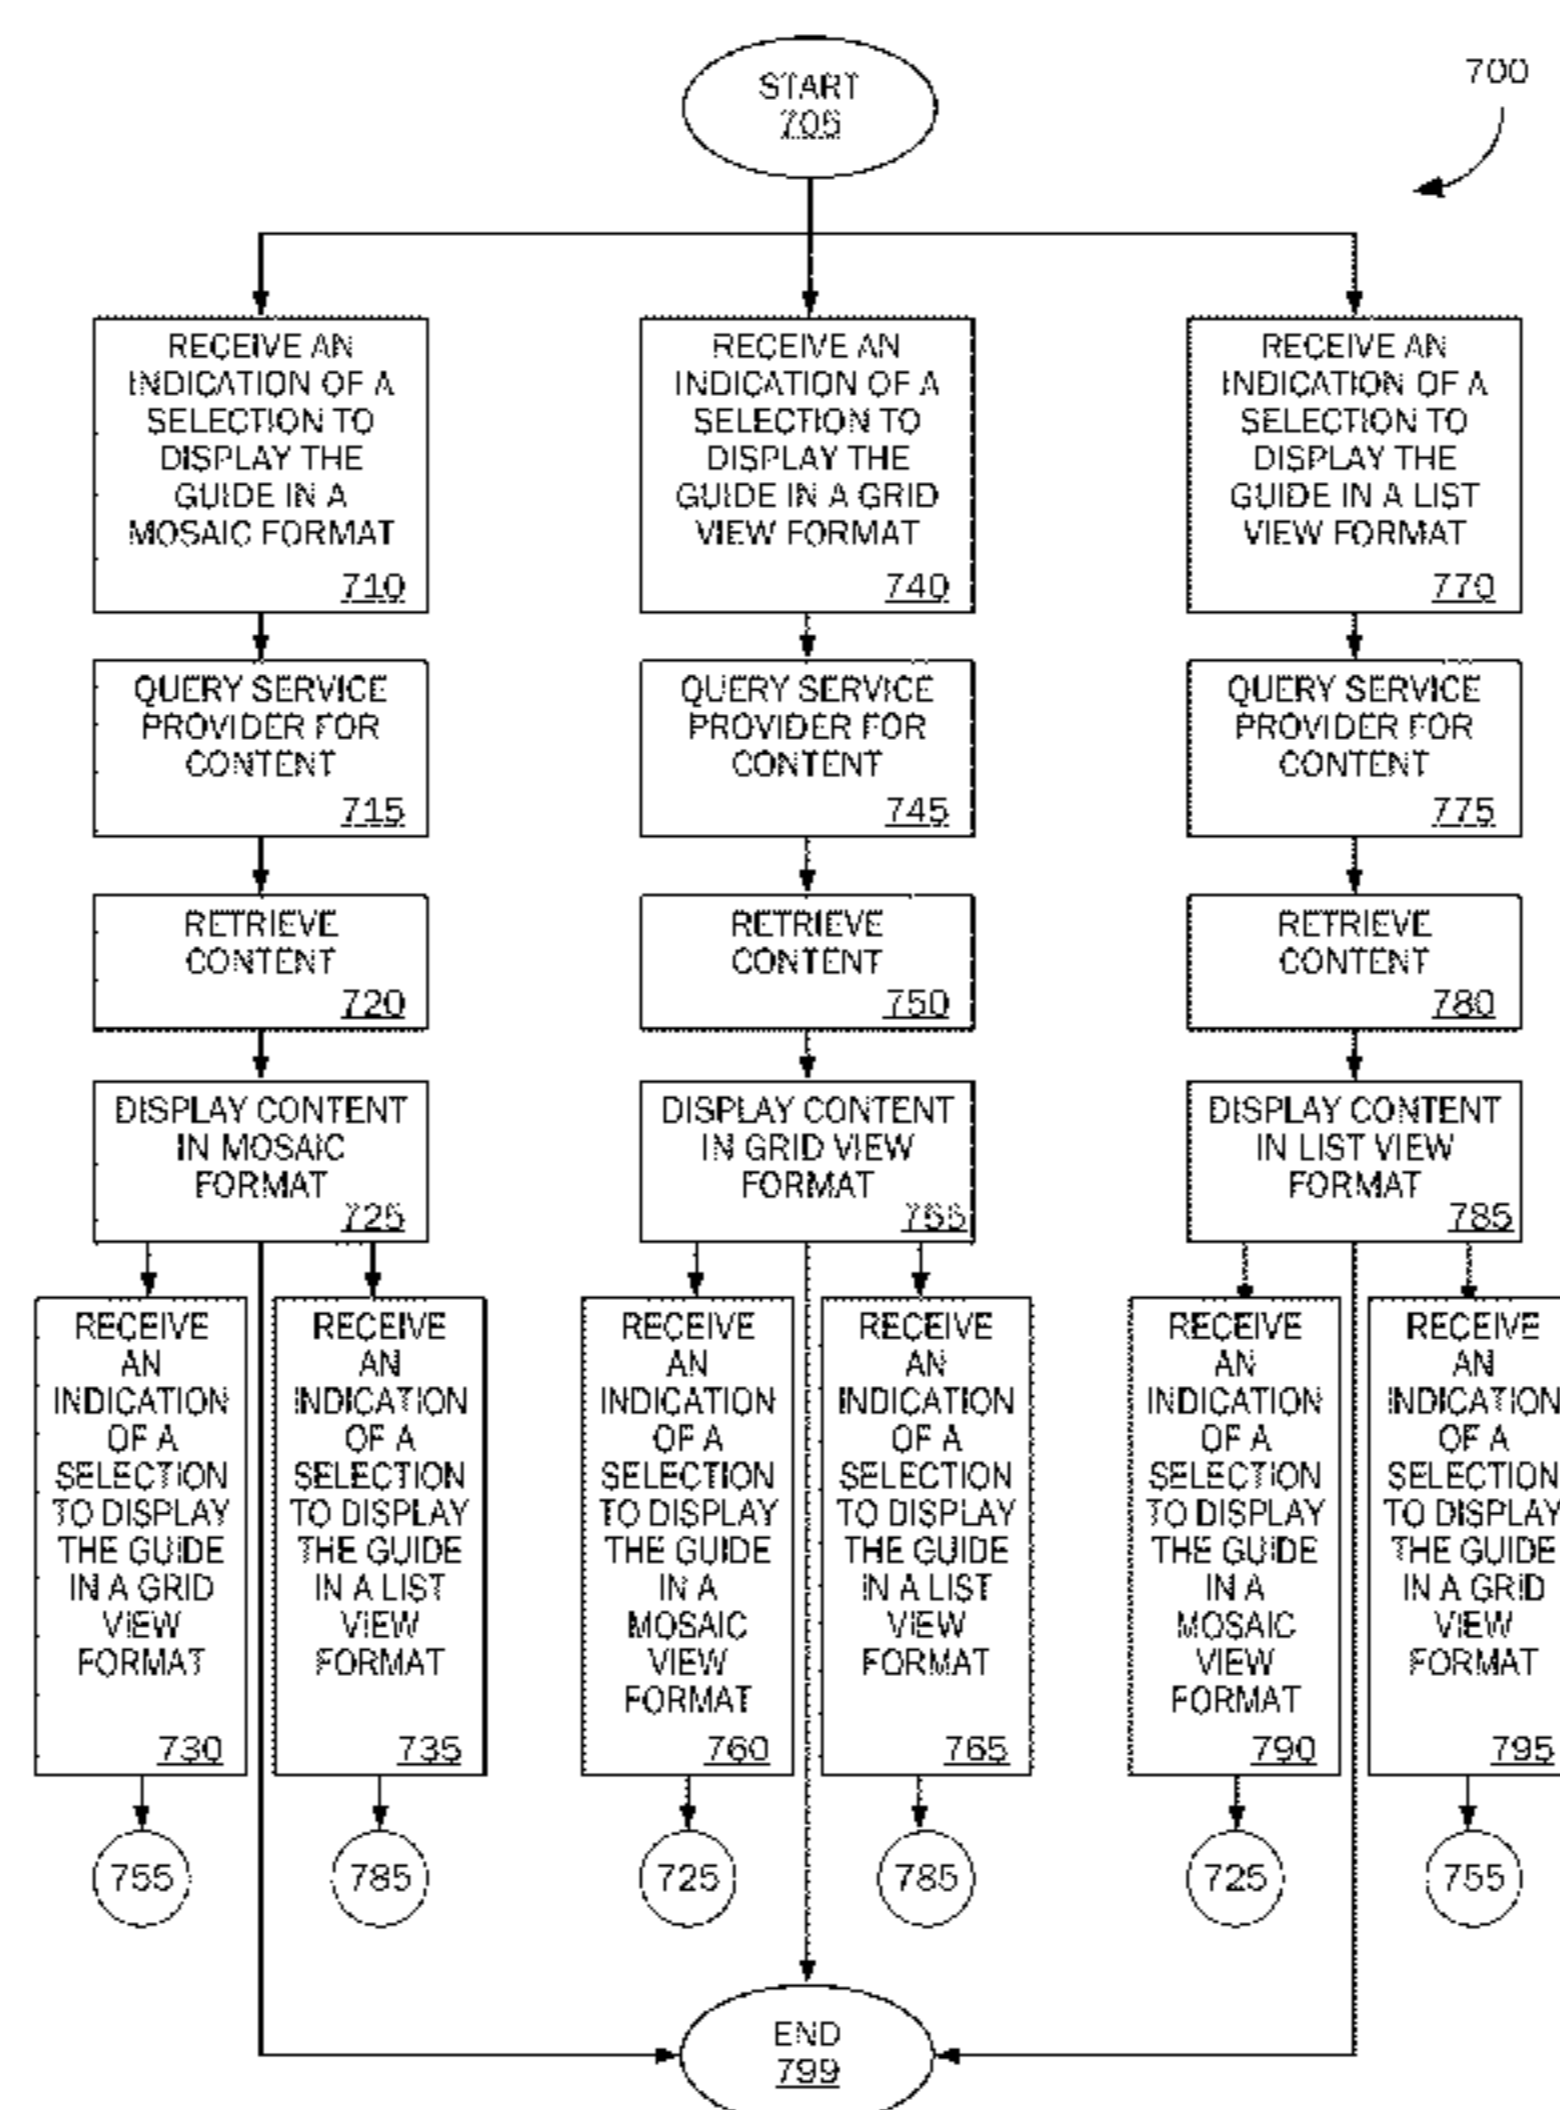 START
705
700
RECEIVE AN
INDICATION OF A
SELECTION TO
DISPLAY THE
GUIDE IN A
MOSAIC FORMAT
710
RECEIVE AN
INDICATION OF A
SELECTION TO
DISPLAY THE
GUIDE IN A GRID
VIEW FORMAT
740
RECEIVE AN
INDICATION OF A
SELECTION TO
DISPLAY THE
GUIDE IN A LIST
VIEW FORMAT
770
QUERY SERVICE
PROVIDER FOR
CONTENT
715
QUERY SERVICE
PROVIDER FOR
CONTENT
745
QUERY SERVICE
PROVIDER FOR
CONTENT
775
RETRIEVE
CONTENT
720
RETRIEVE
CONTENT
750
RETRIEVE
CONTENT
780
DISPLAY CONTENT
IN MOSAIC
FORMAT
725
DISPLAY CONTENT
IN GRID VIEW
FORMAT
755
DISPLAY CONTENT
IN LIST VIEW
FORMAT
785
RECEIVE
AN
INDICATION
OF A
SELECTION
TO DISPLAY
THE GUIDE
IN A GRID
VIEW
FORMAT
730
RECEIVE
AN
INDICATION
OF A
SELECTION
TO DISPLAY
THE GUIDE
IN A LIST
VIEW
FORMAT
735
RECEIVE
AN
INDICATION
OF A
SELECTION
TO DISPLAY
THE GUIDE
IN A
MOSAIC
VIEW
FORMAT
760
RECEIVE
AN
INDICATION
OF A
SELECTION
TO DISPLAY
THE GUIDE
IN A LIST
VIEW
FORMAT
765
RECEIVE
AN
INDICATION
OF A
SELECTION
TO DISPLAY
THE GUIDE
IN A
MOSAIC
VIEW
FORMAT
790
RECEIVE
AN
INDICATION
OF A
SELECTION
TO DISPLAY
THE GUIDE
IN A GRID
VIEW
FORMAT
795
755
785
725
785
725
755
END
799